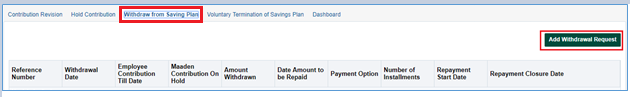 Contribution Revision Hold Contribution Withdraw from Saving Plan Voluntary Termination of Savings Plan Dashboard
Add Withdrawal Request
Reference Number Withdrawal Date Employee Contribution Till Date Maaden Contribution On Hold Amount Withdrawn Date Amount to be Repaid Payment Option Number of Installments Repayment Start Date Repayment Closure Date